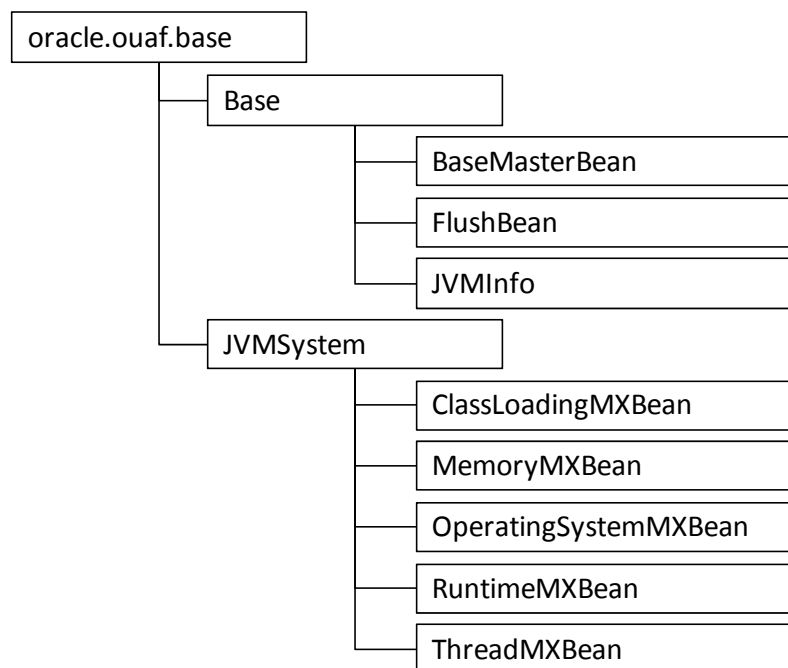 oracle.ouaf.base
Base
BaseMasterBean
FlushBean
JVMInfo
JVMSystem
ClassLoadingMXBean
MemoryMXBean
OperatingSystemMXBean
RuntimeMXBean
ThreadMXBean